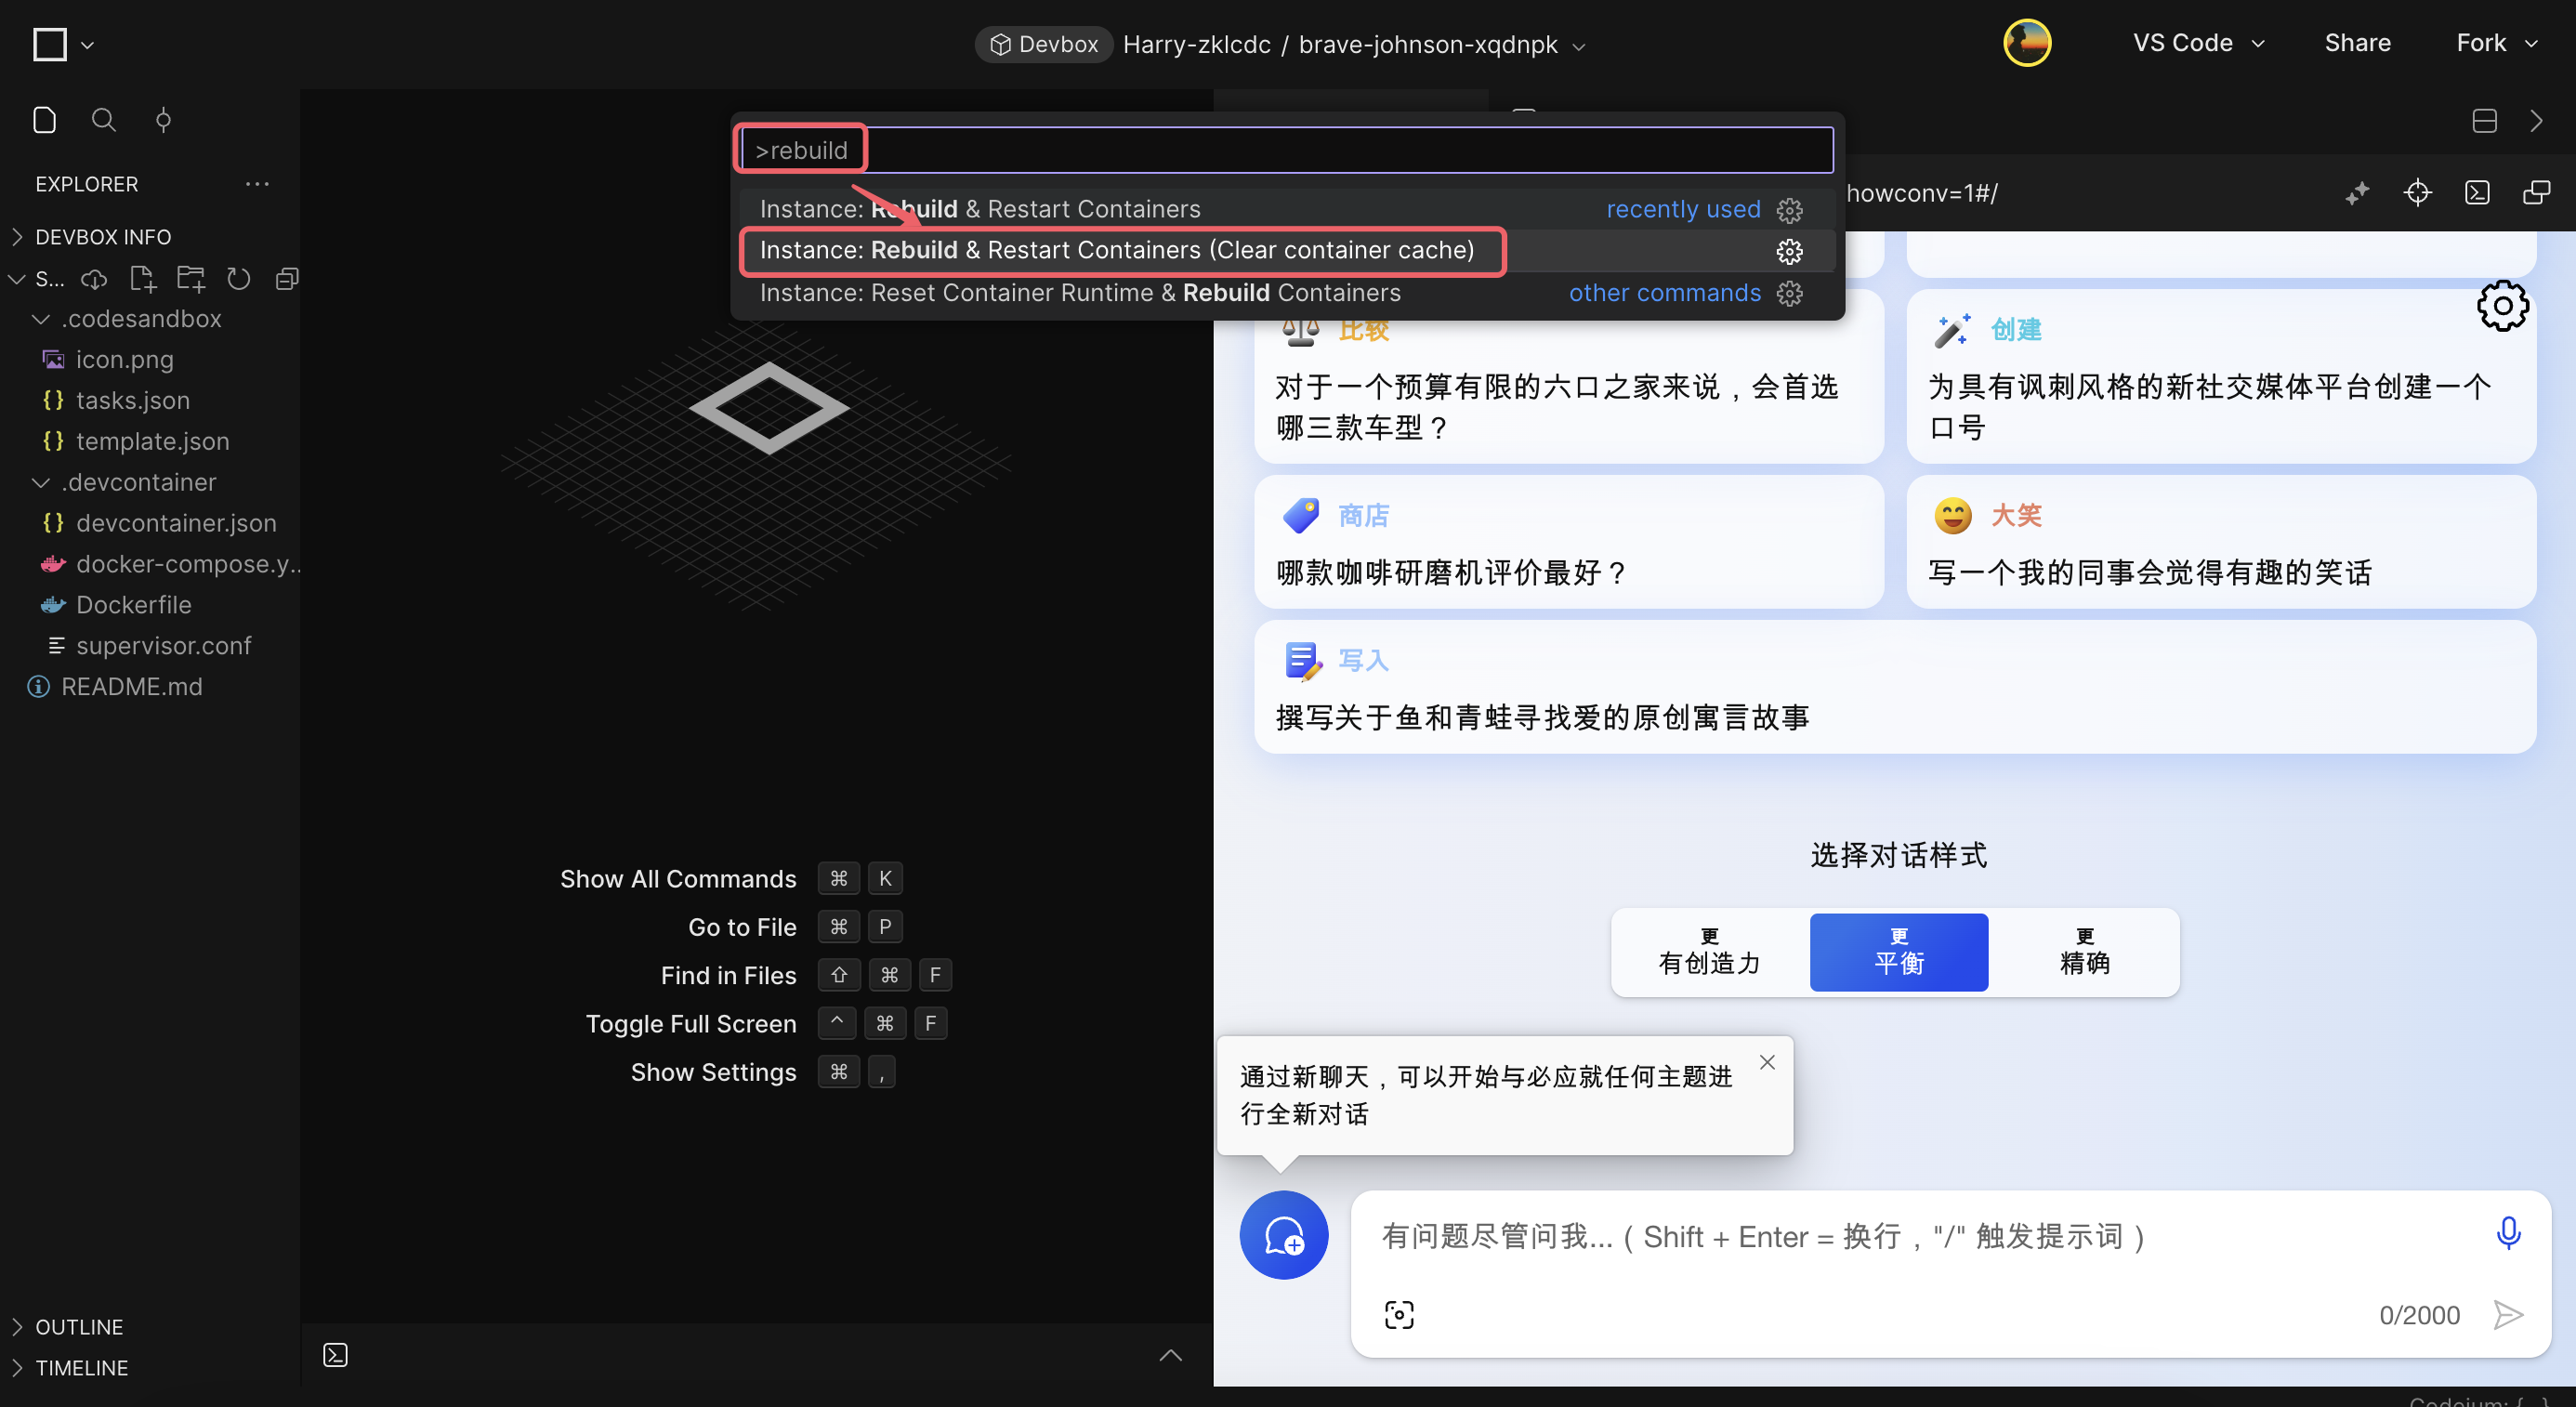 Devbox Harry-zklcdc / brave-johnson-xqdnpk
VS Code
Share
Fork
EXPLORER
DEVBOX INFO
S...
.codesandbox
icon.png
tasks.json
template.json
.devcontainer
devcontainer.json
docker-compose.y..
Dockerfile
supervisor.conf
README.md
OUTLINE
TIMELINE
>rebuild
Instance: Rebuild & Restart Containers recently used
Instance: Rebuild & Restart Containers (Clear container cache)
Instance: Reset Container Runtime & Rebuild Containers other commands
Show All Commands ⌘ K
Go to File ⌘ P
Find in Files ⇧ ⌘ F
Toggle Full Screen ^ ⌘ F
Show Settings ⌘ ,
howconv=1#/
比较
对于一个预算有限的六口之家来说，会首选
哪三款车型？
创建
为具有讽刺风格的新社交媒体平台创建一个
口号
商店
哪款咖啡研磨机评价最好？
大笑
写一个我的同事会觉得有趣的笑话
写入
撰写关于鱼和青蛙寻找爱的原创寓言故事
选择对话样式
更
有创造力
更
平衡
更
精确
通过新聊天，可以开始与必应就任何主题进
行全新对话
有问题尽管问我...（Shift + Enter = 换行，"/" 触发提示词）
0/2000